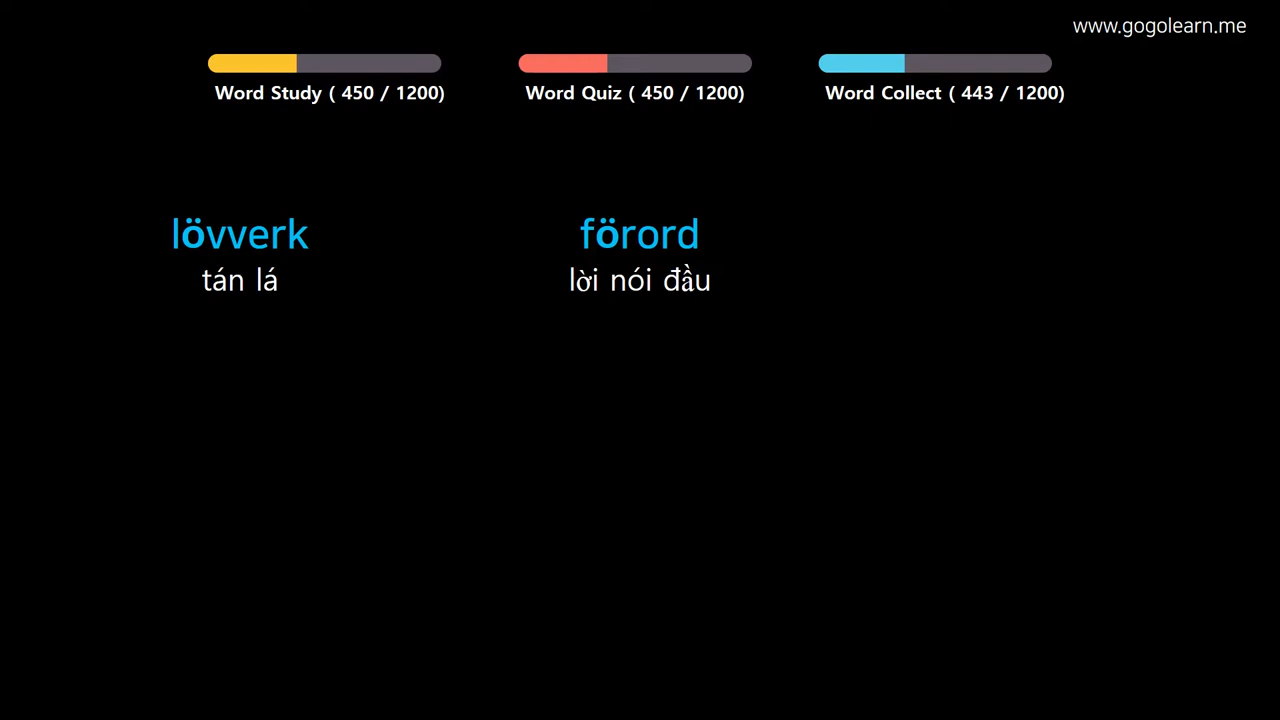 www.gogolearn.me
Word Study ( 450 / 1200)
Word Quiz ( 450 / 1200)
Word Collect ( 443 / 1200)
lövverk
tán lá
förord
lời nói đầu